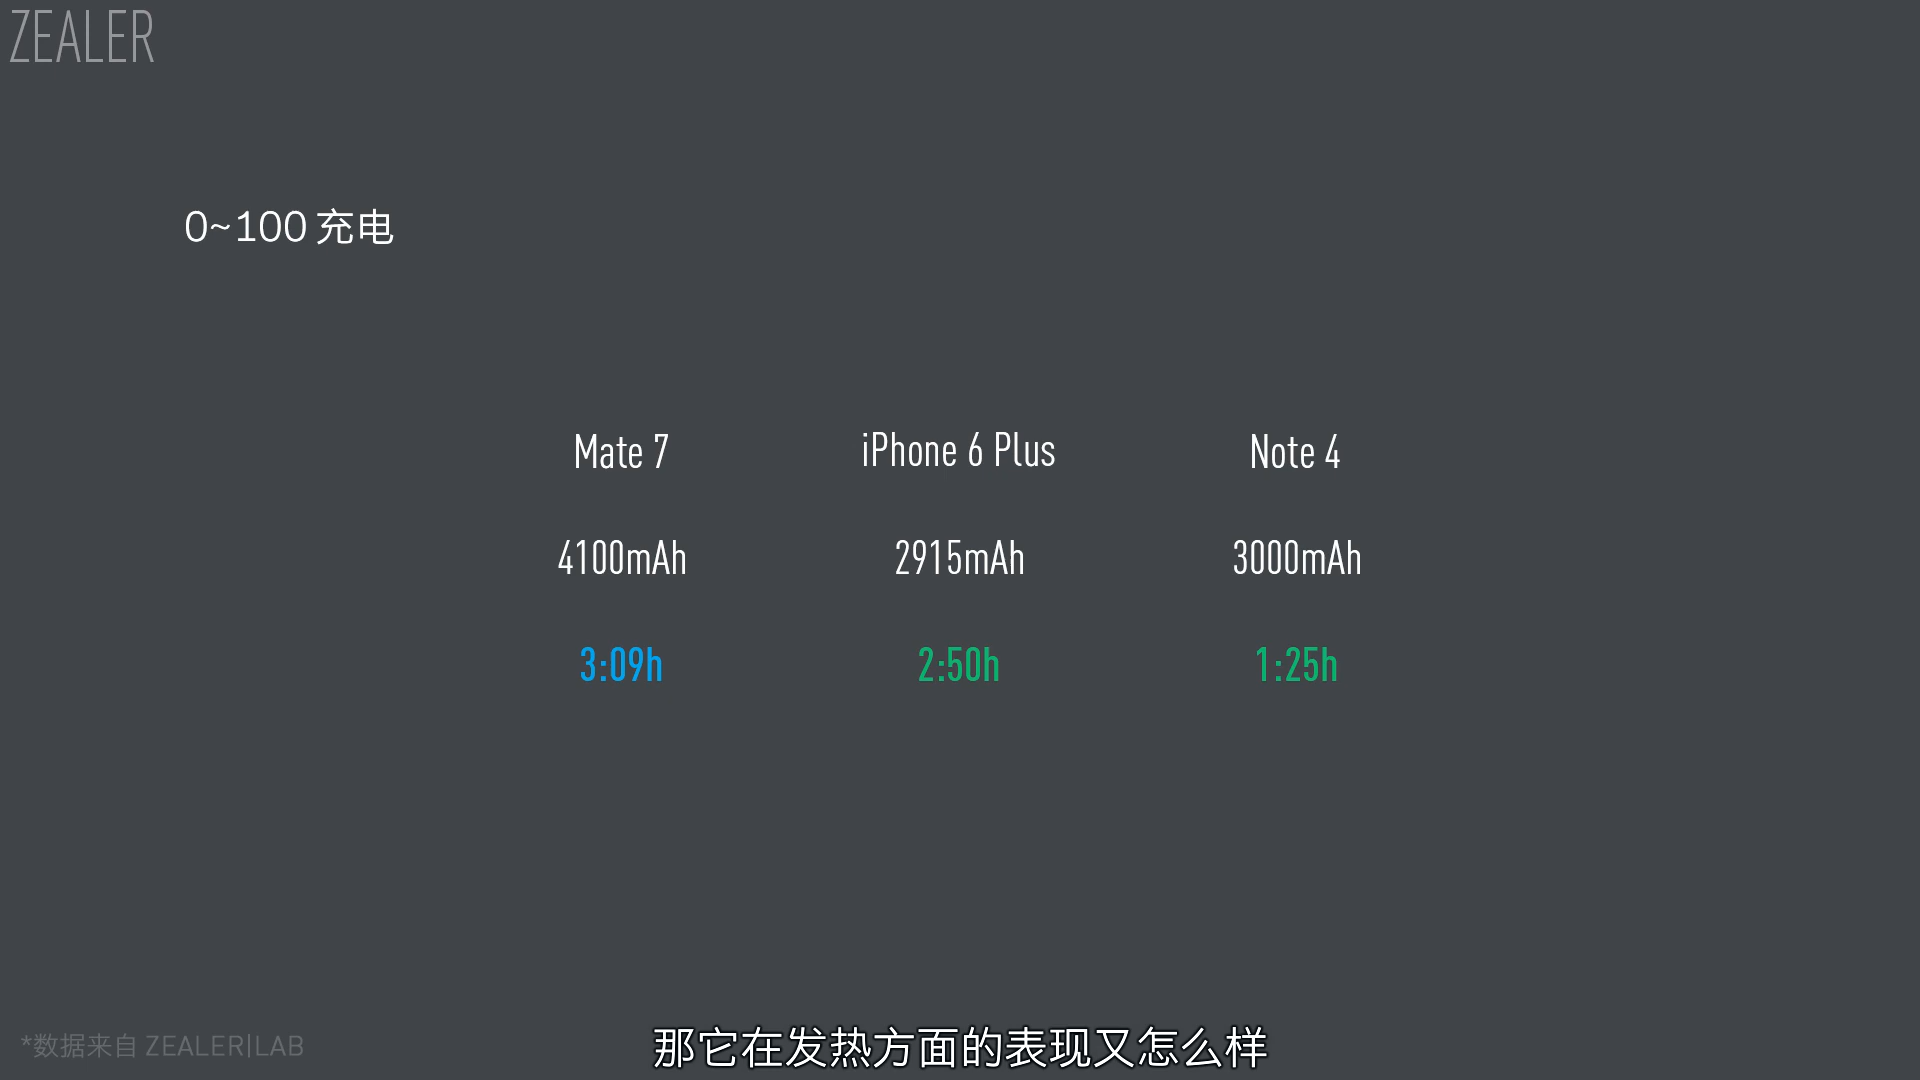 ZEALER
0~100 充电
Mate 7 iPhone 6 Plus Note 4
4100mAh 2915mAh 3000mAh
3:09h 2:50h 1:25h
*数据来自 ZEALER|LAB
那它在发热方面的表现又怎么样